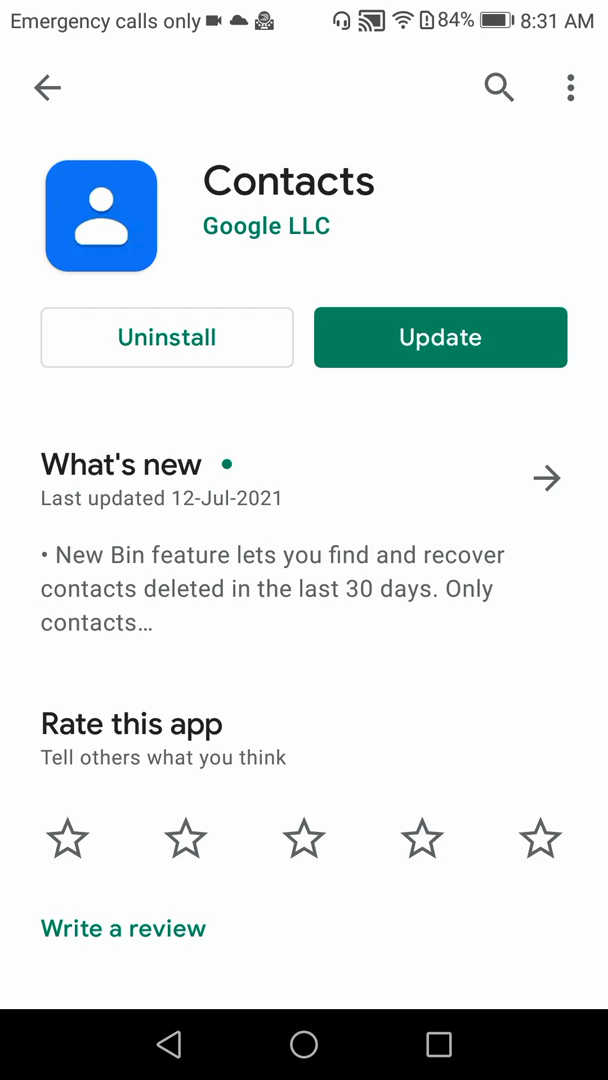 Emergency calls only 84% 8:31 AM
Contacts
Google LLC
Uninstall Update
What's new
Last updated 12-Jul-2021
• New Bin feature lets you find and recover
contacts deleted in the last 30 days. Only
contacts…
Rate this app
Tell others what you think
Write a review